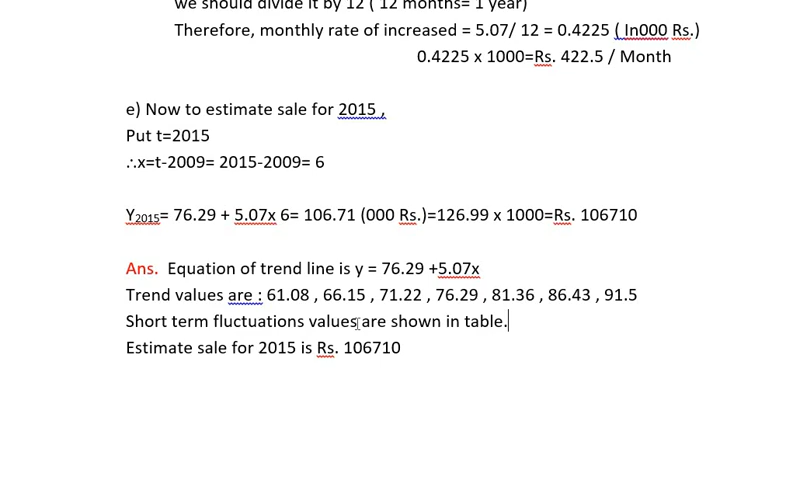 we should divide it by 12 ( 12 months= 1 year)
Therefore, monthly rate of increased = 5.07/ 12 = 0.4225 ( In000 Rs.)
0.4225 x 1000=Rs. 422.5 / Month
e) Now to estimate sale for 2015 ,
Put t=2015
∴x=t-2009= 2015-2009= 6
Y2015= 76.29 + 5.07x 6= 106.71 (000 Rs.)=126.99 x 1000=Rs. 106710
Ans. Equation of trend line is y = 76.29 +5.07x
Trend values are : 61.08 , 66.15 , 71.22 , 76.29 , 81.36 , 86.43 , 91.5
Short term fluctuations values are shown in table.
Estimate sale for 2015 is Rs. 106710